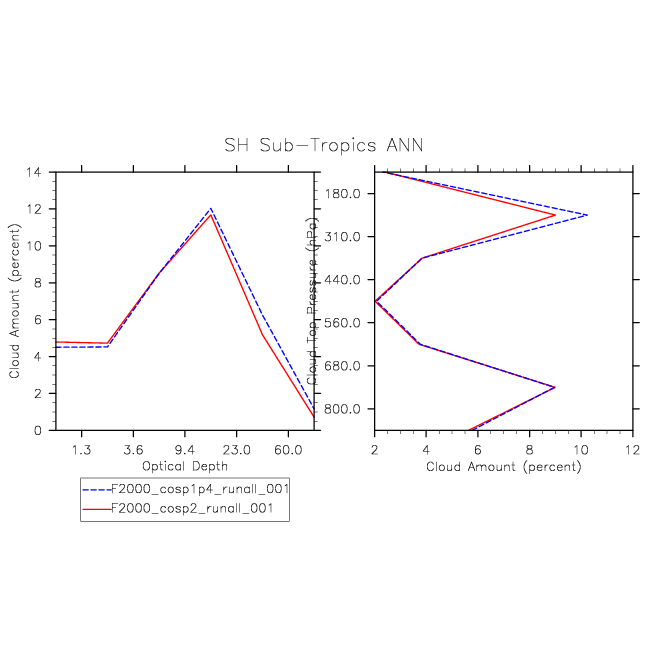 SH Sub-Tropics ANN
14
12
10
8
6
4
2
0
Cloud Amount (percent)
1.3 3.6 9.4 23.0 60.0
Optical Depth
Cloud Top Pressure (hPa)
180.0
310.0
440.0
560.0
680.0
800.0
2 4 6 8 10 12
Cloud Amount (percent)
F2000_cosp1p4_runall_001
F2000_cosp2_runall_001